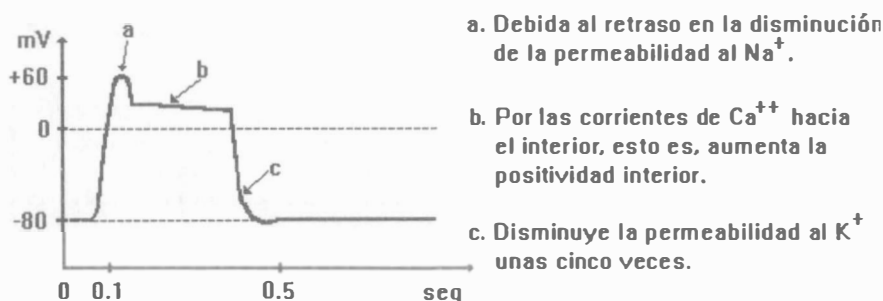 mV
+60
0
-80
a
b
c
0 0.1 0.5 seg
a. Debida al retraso en la disminución
de la permeabilidad al Na⁺.
b. Por las corrientes de Ca⁺⁺ hacia
el interior, esto es, aumenta la
positividad interior.
c. Disminuye la permeabilidad al K⁺
unas cinco veces.